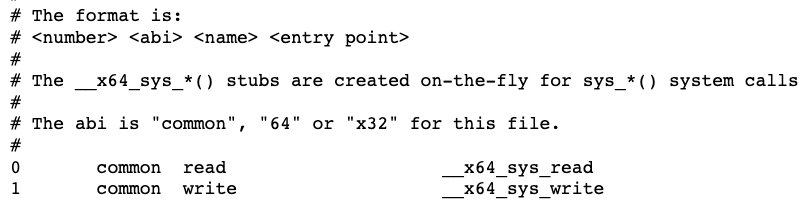 # The format is:
# <number> <abi> <name> <entry point>
#
# The __x64_sys_*() stubs are created on-the-fly for sys_*() system calls
#
# The abi is "common", "64" or "x32" for this file.
#
0 common read __x64_sys_read
1 common write __x64_sys_write